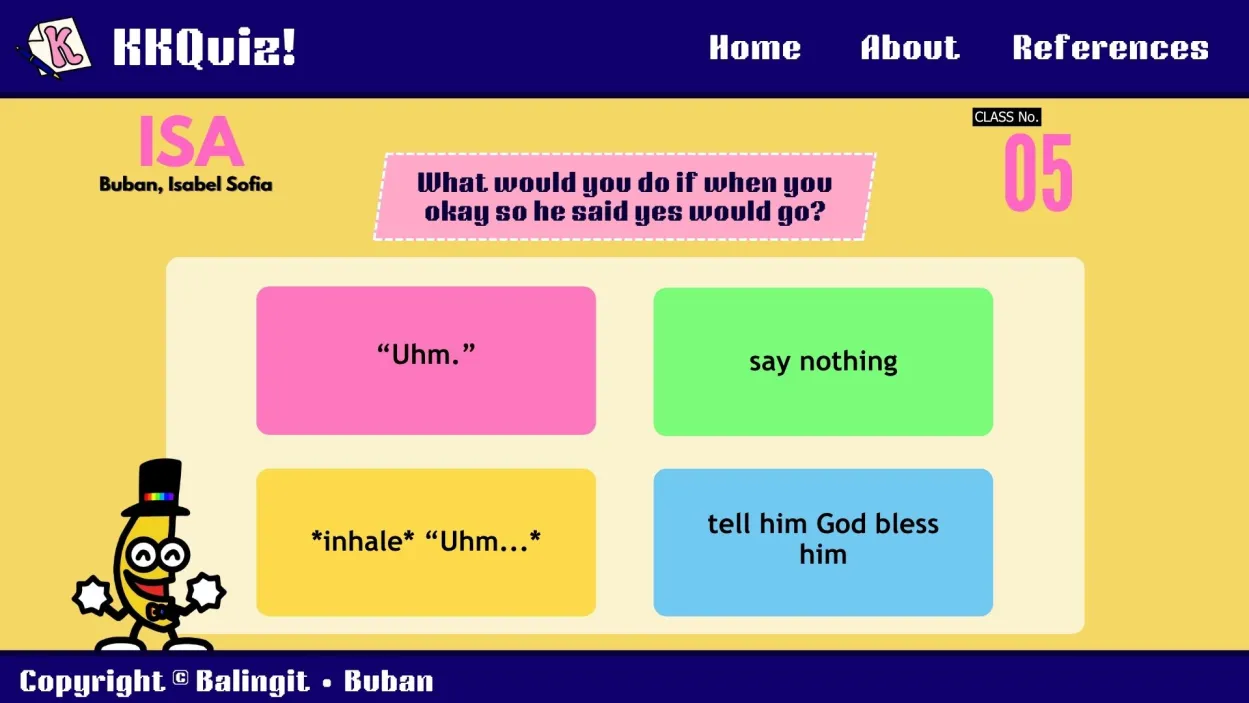 K KKQuiz! Home About References
ISA
Buban, Isabel Sofia
CLASS No.
05
What would you do if when you
okay so he said yes would go?
“Uhm.”
say nothing
*inhale* “Uhm...*
tell him God bless
him
Copyright © Balingit • Buban